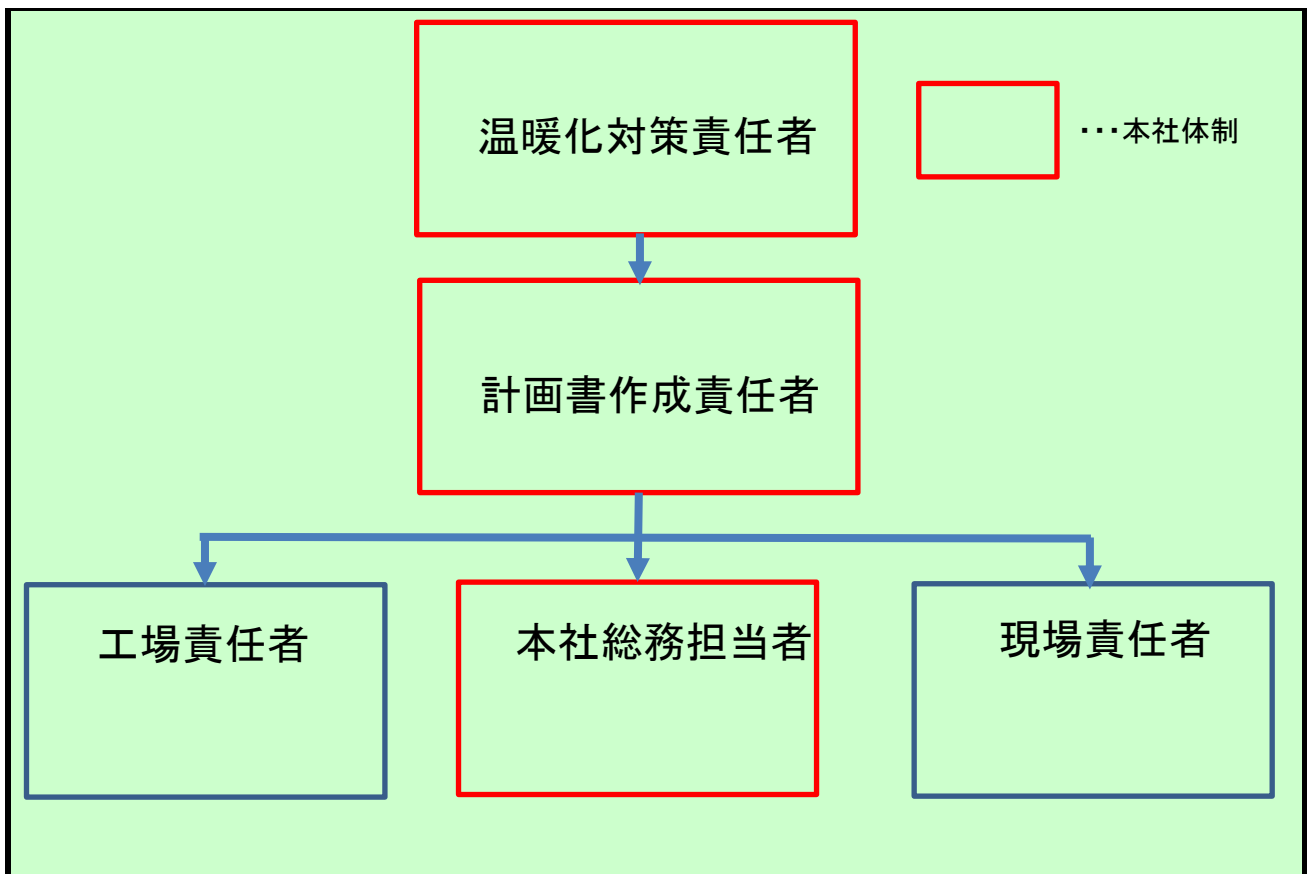 温暖化対策責任者
･･･本社体制
計画書作成責任者
工場責任者
本社総務担当者
現場責任者